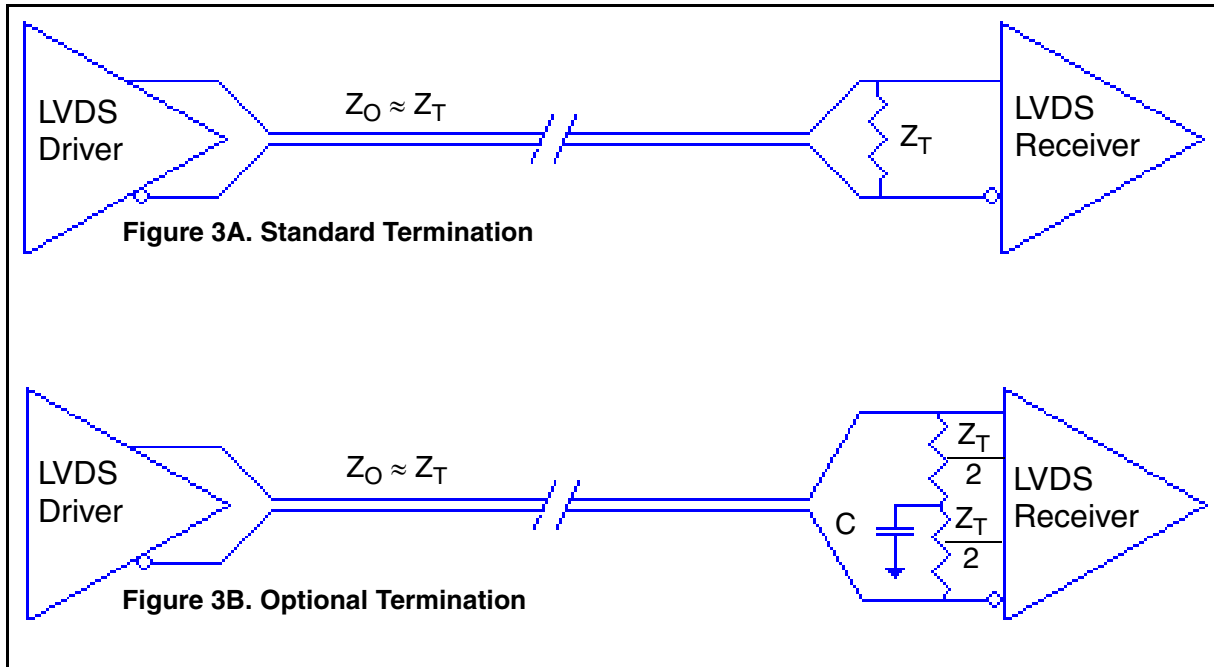 LVDS
Driver
Z_O ≈ Z_T
Z_T
LVDS
Receiver
Figure 3A. Standard Termination
LVDS
Driver
Z_O ≈ Z_T
C
Z_T
2
Z_T
2
LVDS
Receiver
Figure 3B. Optional Termination